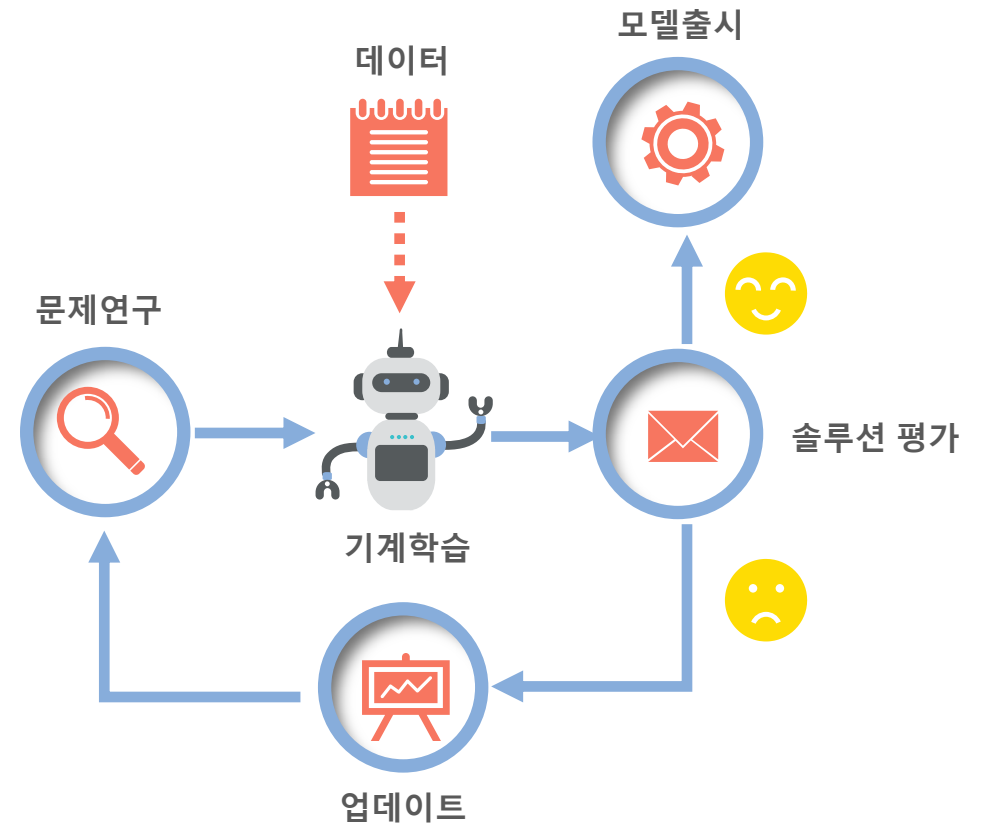 모델출시
데이터
문제연구
솔루션 평가
기계학습
업데이트